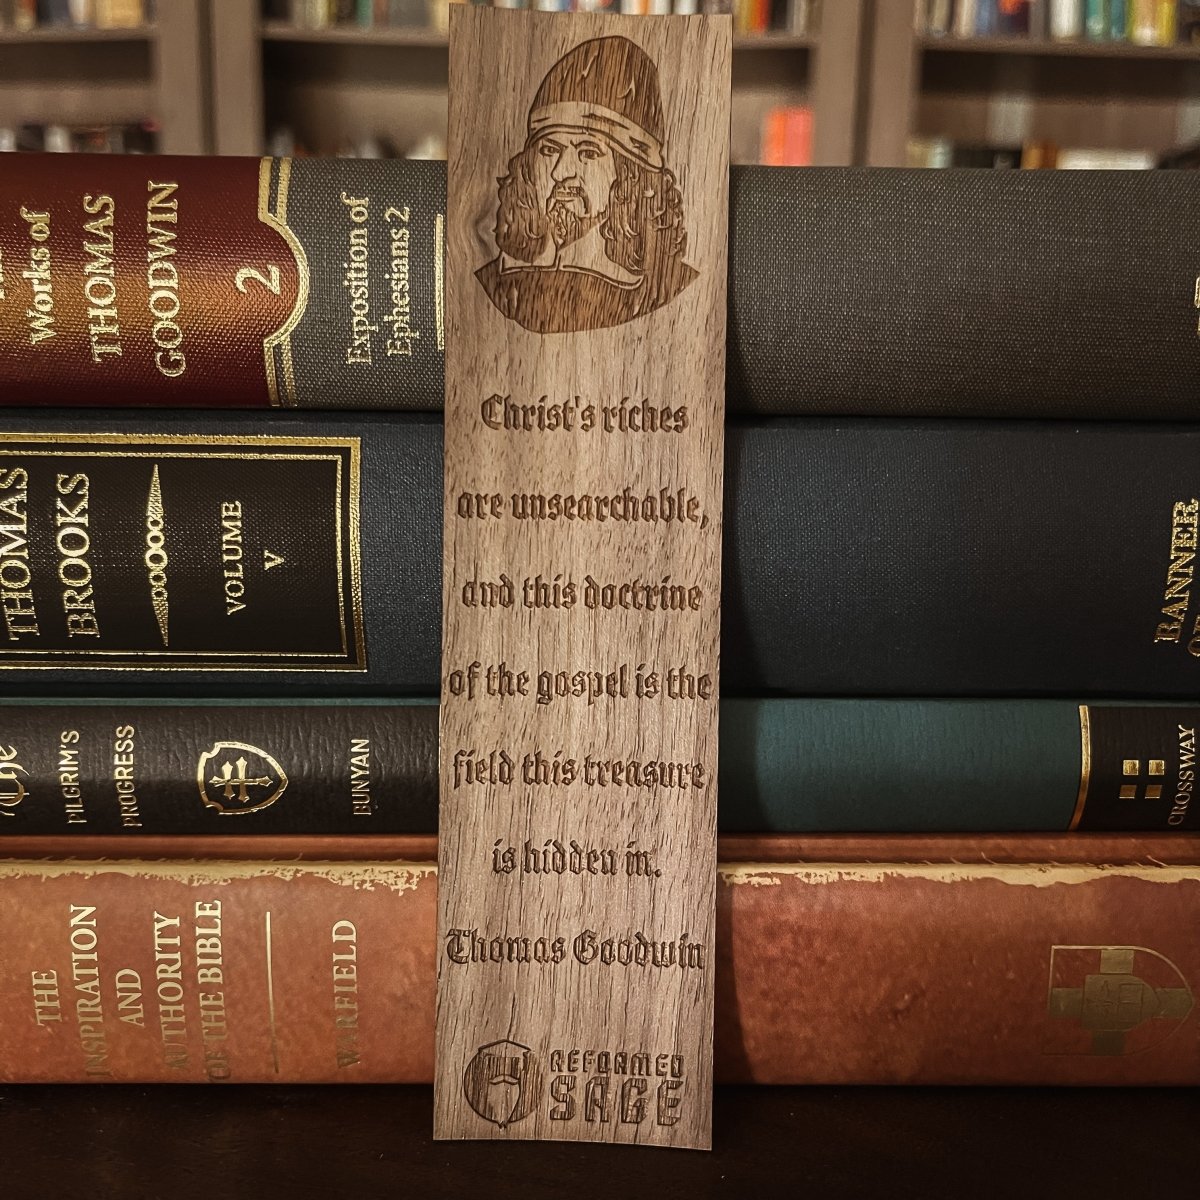 Works of
THOMAS
GOODWIN
2
Exposition of
Ephesians 2
THOMAS
BROOKS
VOLUME
V
BANNER
The
PILGRIM'S
PROGRESS
BUNYAN
CROSSWAY
THE
INSPIRATION
AND
AUTHORITY
OF THE BIBLE
WARFIELD
Christ's riches
are unsearchable,
and this doctrine
of the gospel is the
field this treasure
is hidden in.
Thomas Goodwin
REFORMED
SAGE